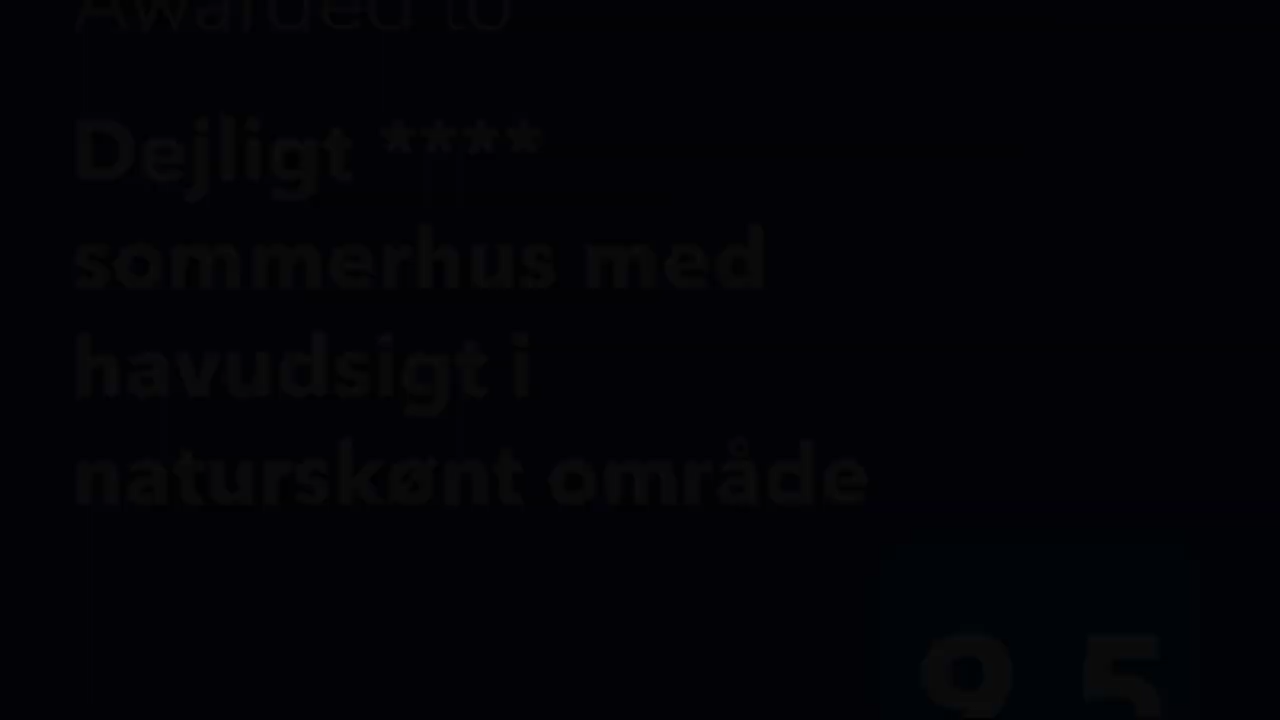 Awarded to
Dejligt ****
sommerhus med
havudsigt i
naturskønt område
9.5